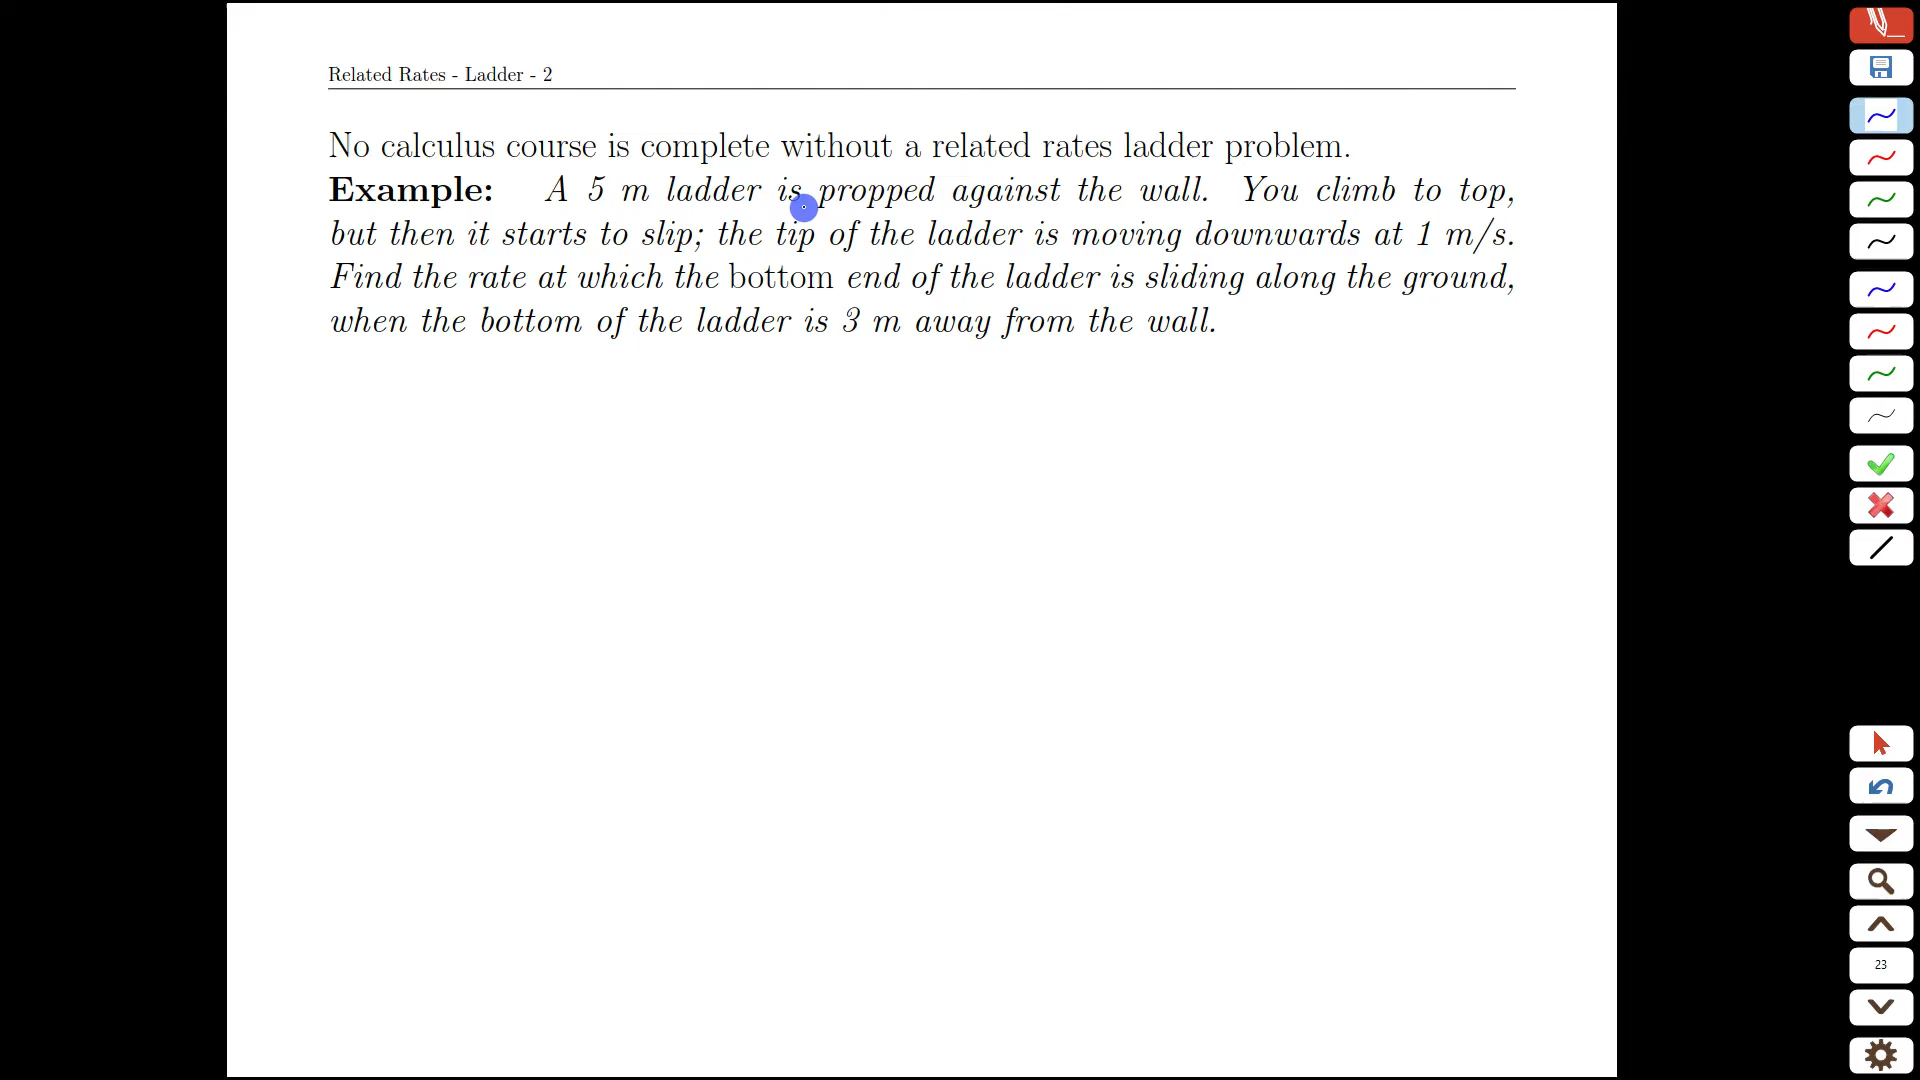 Related Rates - Ladder - 2
No calculus course is complete without a related rates ladder problem.
Example: A 5 m ladder is propped against the wall. You climb to top,
but then it starts to slip; the tip of the ladder is moving downwards at 1 m/s.
Find the rate at which the bottom end of the ladder is sliding along the ground,
when the bottom of the ladder is 3 m away from the wall.
23